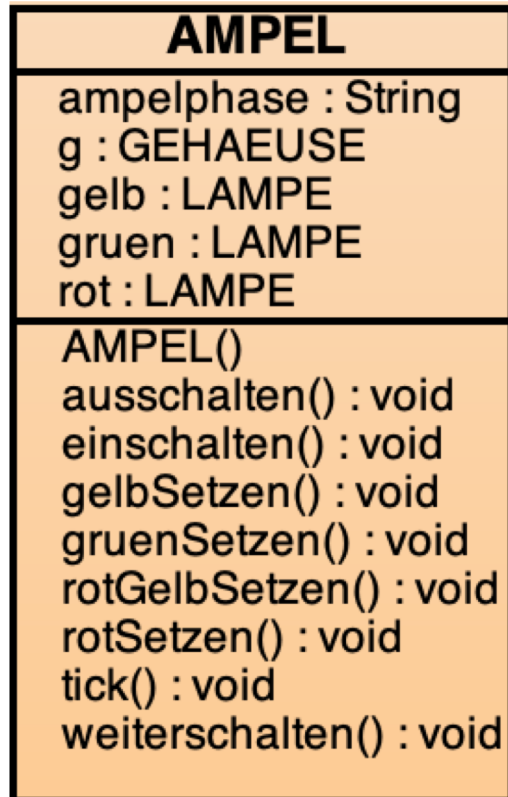 AMPEL
ampelphase : String
g : GEHAEUSE
gelb : LAMPE
gruen : LAMPE
rot : LAMPE
AMPEL()
ausschalten() : void
einschalten() : void
gelbSetzen() : void
gruenSetzen() : void
rotGelbSetzen() : void
rotSetzen() : void
tick() : void
weiterschalten() : void